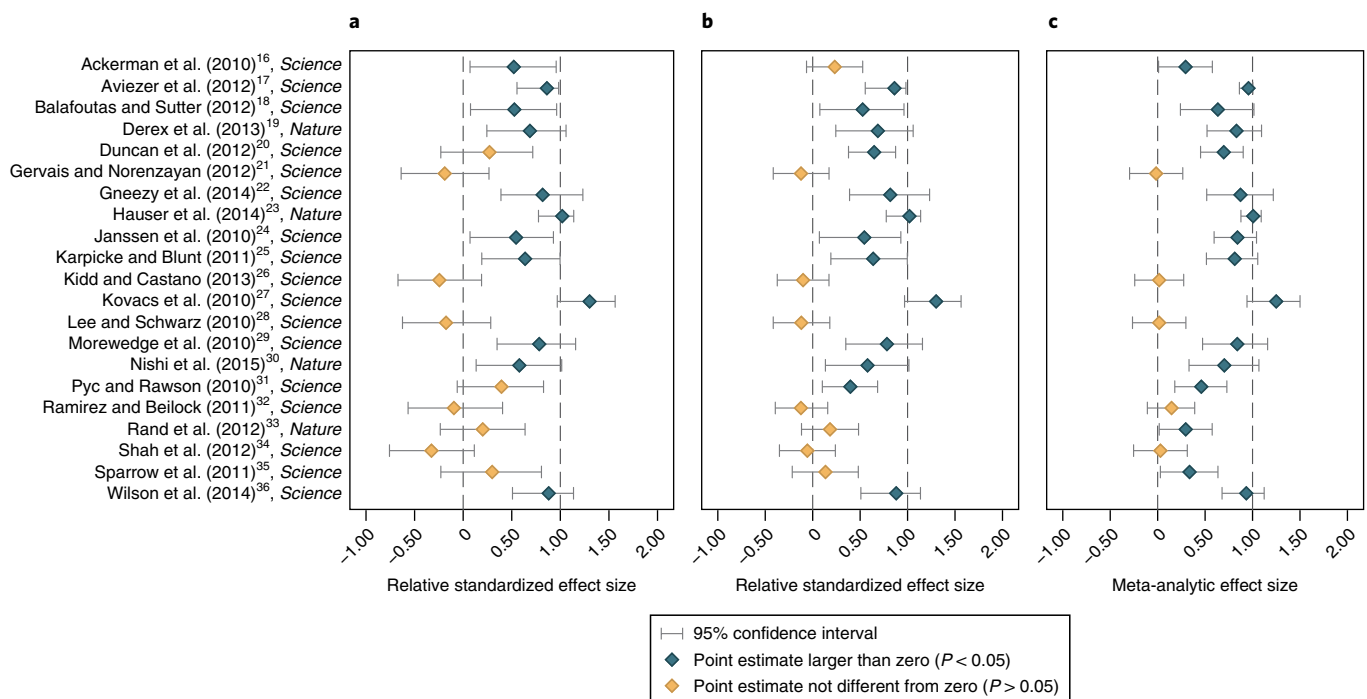 a
b
c
Ackerman et al. (2010)16, Science
Aviezer et al. (2012)17, Science
Balafoutas and Sutter (2012)18, Science
Derex et al. (2013)19, Nature
Duncan et al. (2012)20, Science
Gervais and Norenzayan (2012)21, Science
Gneezy et al. (2014)22, Science
Hauser et al. (2014)23, Nature
Janssen et al. (2010)24, Science
Karpicke and Blunt (2011)25, Science
Kidd and Castano (2013)26, Science
Kovacs et al. (2010)27, Science
Lee and Schwarz (2010)28, Science
Morewedge et al. (2010)29, Science
Nishi et al. (2015)30, Nature
Pyc and Rawson (2010)31, Science
Ramirez and Beilock (2011)32, Science
Rand et al. (2012)33, Nature
Shah et al. (2012)34, Science
Sparrow et al. (2011)35, Science
Wilson et al. (2014)36, Science
−1.00 −0.50 0 0.50 1.00 1.50 2.00
Relative standardized effect size
−1.00 −0.50 0 0.50 1.00 1.50 2.00
Relative standardized effect size
−1.00 −0.50 0 0.50 1.00 1.50 2.00
Meta-analytic effect size
95% confidence interval
Point estimate larger than zero (P < 0.05)
Point estimate not different from zero (P > 0.05)